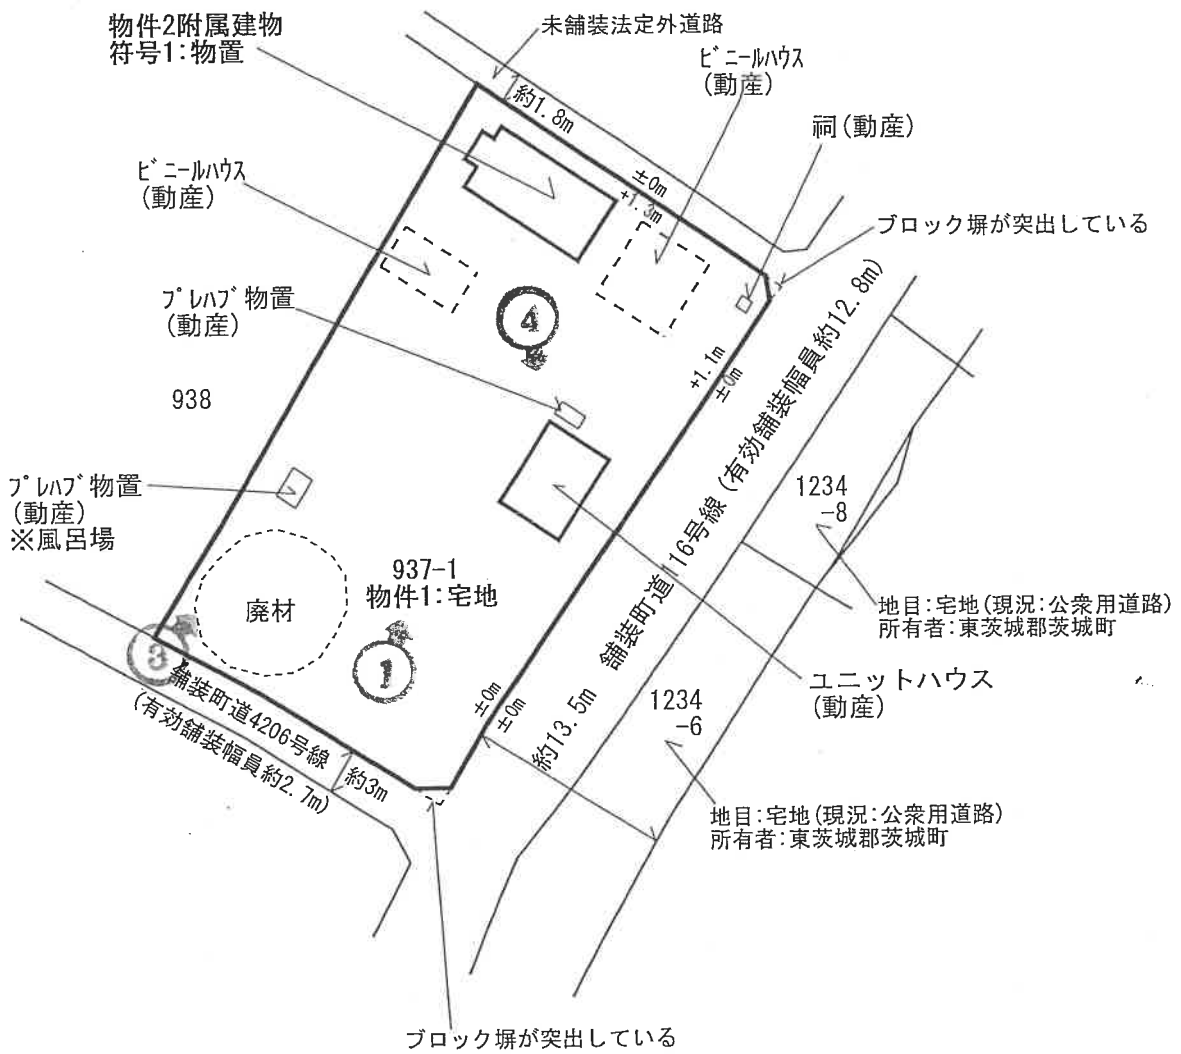 物件2附属建物
符号1:物置
未舗装法定外道路
ﾋﾞﾆｰﾙﾊｳｽ
(動産)
祠(動産)
約1.8m
±0m
+1.3m
ﾋﾞﾆｰﾙﾊｳｽ
(動産)
ブロック塀が突出している
ﾌﾟﾚﾊﾌﾞ物置
(動産)
4
+1.1m
±0m
938
舗装町道116号線(有効舗装幅員約12.8m)
ﾌﾟﾚﾊﾌﾞ物置
(動産)
※風呂場
1234
-8
937-1
物件1:宅地
廃材
地目:宅地(現況:公衆用道路)
所有者:東茨城郡茨城町
3
1
舗装町道4206号線
(有効舗装幅員約2.7m)
約3m
±0m
±0m
約13.5m
ユニットハウス
(動産)
1234
-6
地目:宅地(現況:公衆用道路)
所有者:東茨城郡茨城町
ブロック塀が突出している